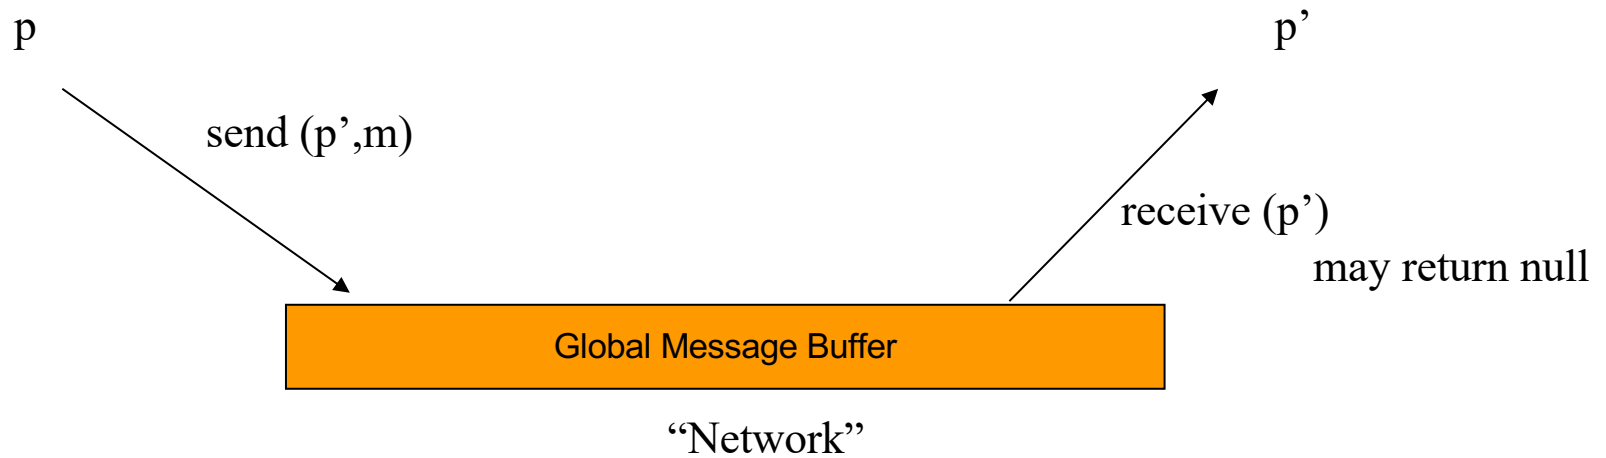 p
p’
send (p’,m)
receive (p’)
may return null
Global Message Buffer
“Network”